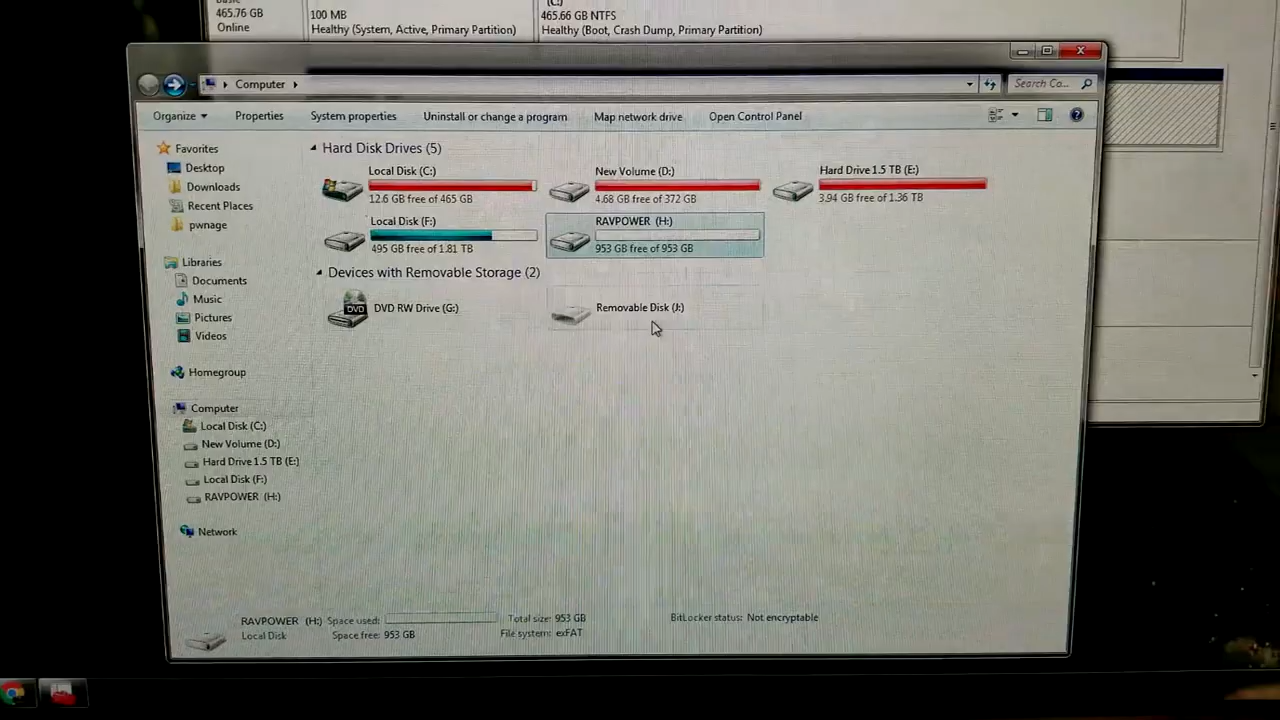 Basic
(C:)
465.76 GB
100 MB
465.66 GB NTFS
Online
Healthy (System, Active, Primary Partition)
Healthy (Boot, Crash Dump, Primary Partition)
Computer
Search Co...
Organize
Properties
System properties
Uninstall or change a program
Map network drive
Open Control Panel
Favorites
Desktop
Downloads
Recent Places
pwnage
Libraries
Documents
Music
Pictures
Videos
Homegroup
Computer
Local Disk (C:)
New Volume (D:)
Hard Drive 1.5 TB (E:)
Local Disk (F:)
RAVPOWER (H:)
Network
Hard Disk Drives (5)
Local Disk (C:)
12.6 GB free of 465 GB
New Volume (D:)
4.68 GB free of 372 GB
Hard Drive 1.5 TB (E:)
3.94 GB free of 1.36 TB
Local Disk (F:)
495 GB free of 1.81 TB
RAVPOWER (H:)
953 GB free of 953 GB
Devices with Removable Storage (2)
DVD
DVD RW Drive (G:)
Removable Disk (J:)
RAVPOWER (H:) Space used:
Total size: 953 GB
BitLocker status: Not encryptable
Local Disk
Space free: 953 GB
File system: exFAT